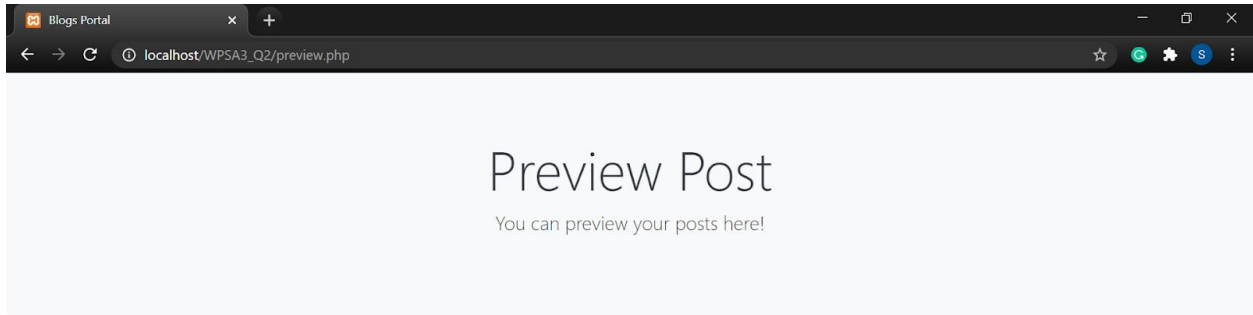 Blogs Portal
localhost/WPSA3_Q2/preview.php
S
Preview Post
You can preview your posts here!